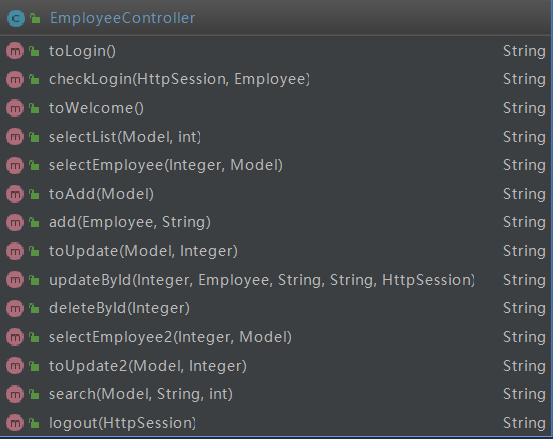 EmployeeController
toLogin() String
checkLogin(HttpSession, Employee) String
toWelcome() String
selectList(Model, int) String
selectEmployee(Integer, Model) String
toAdd(Model) String
add(Employee, String) String
toUpdate(Model, Integer) String
updateById(Integer, Employee, String, String, HttpSession) String
deleteById(Integer) String
selectEmployee2(Integer, Model) String
toUpdate2(Model, Integer) String
search(Model, String, int) String
logout(HttpSession) String